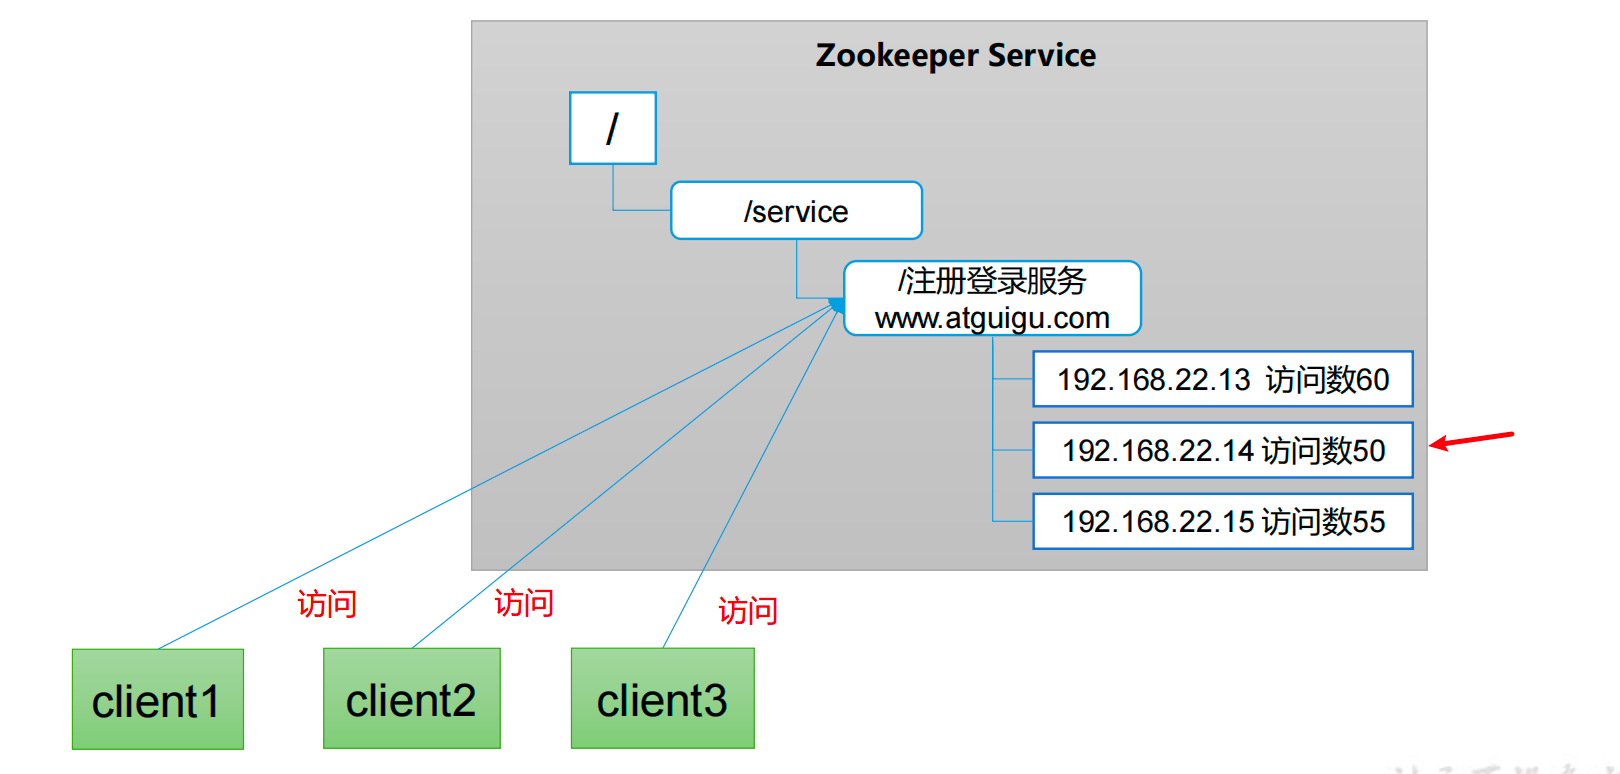 Zookeeper Service
/
/service
/注册登录服务
www.atguigu.com
192.168.22.13 访问数60
192.168.22.14 访问数50
192.168.22.15 访问数55
访问
访问
访问
client1
client2
client3